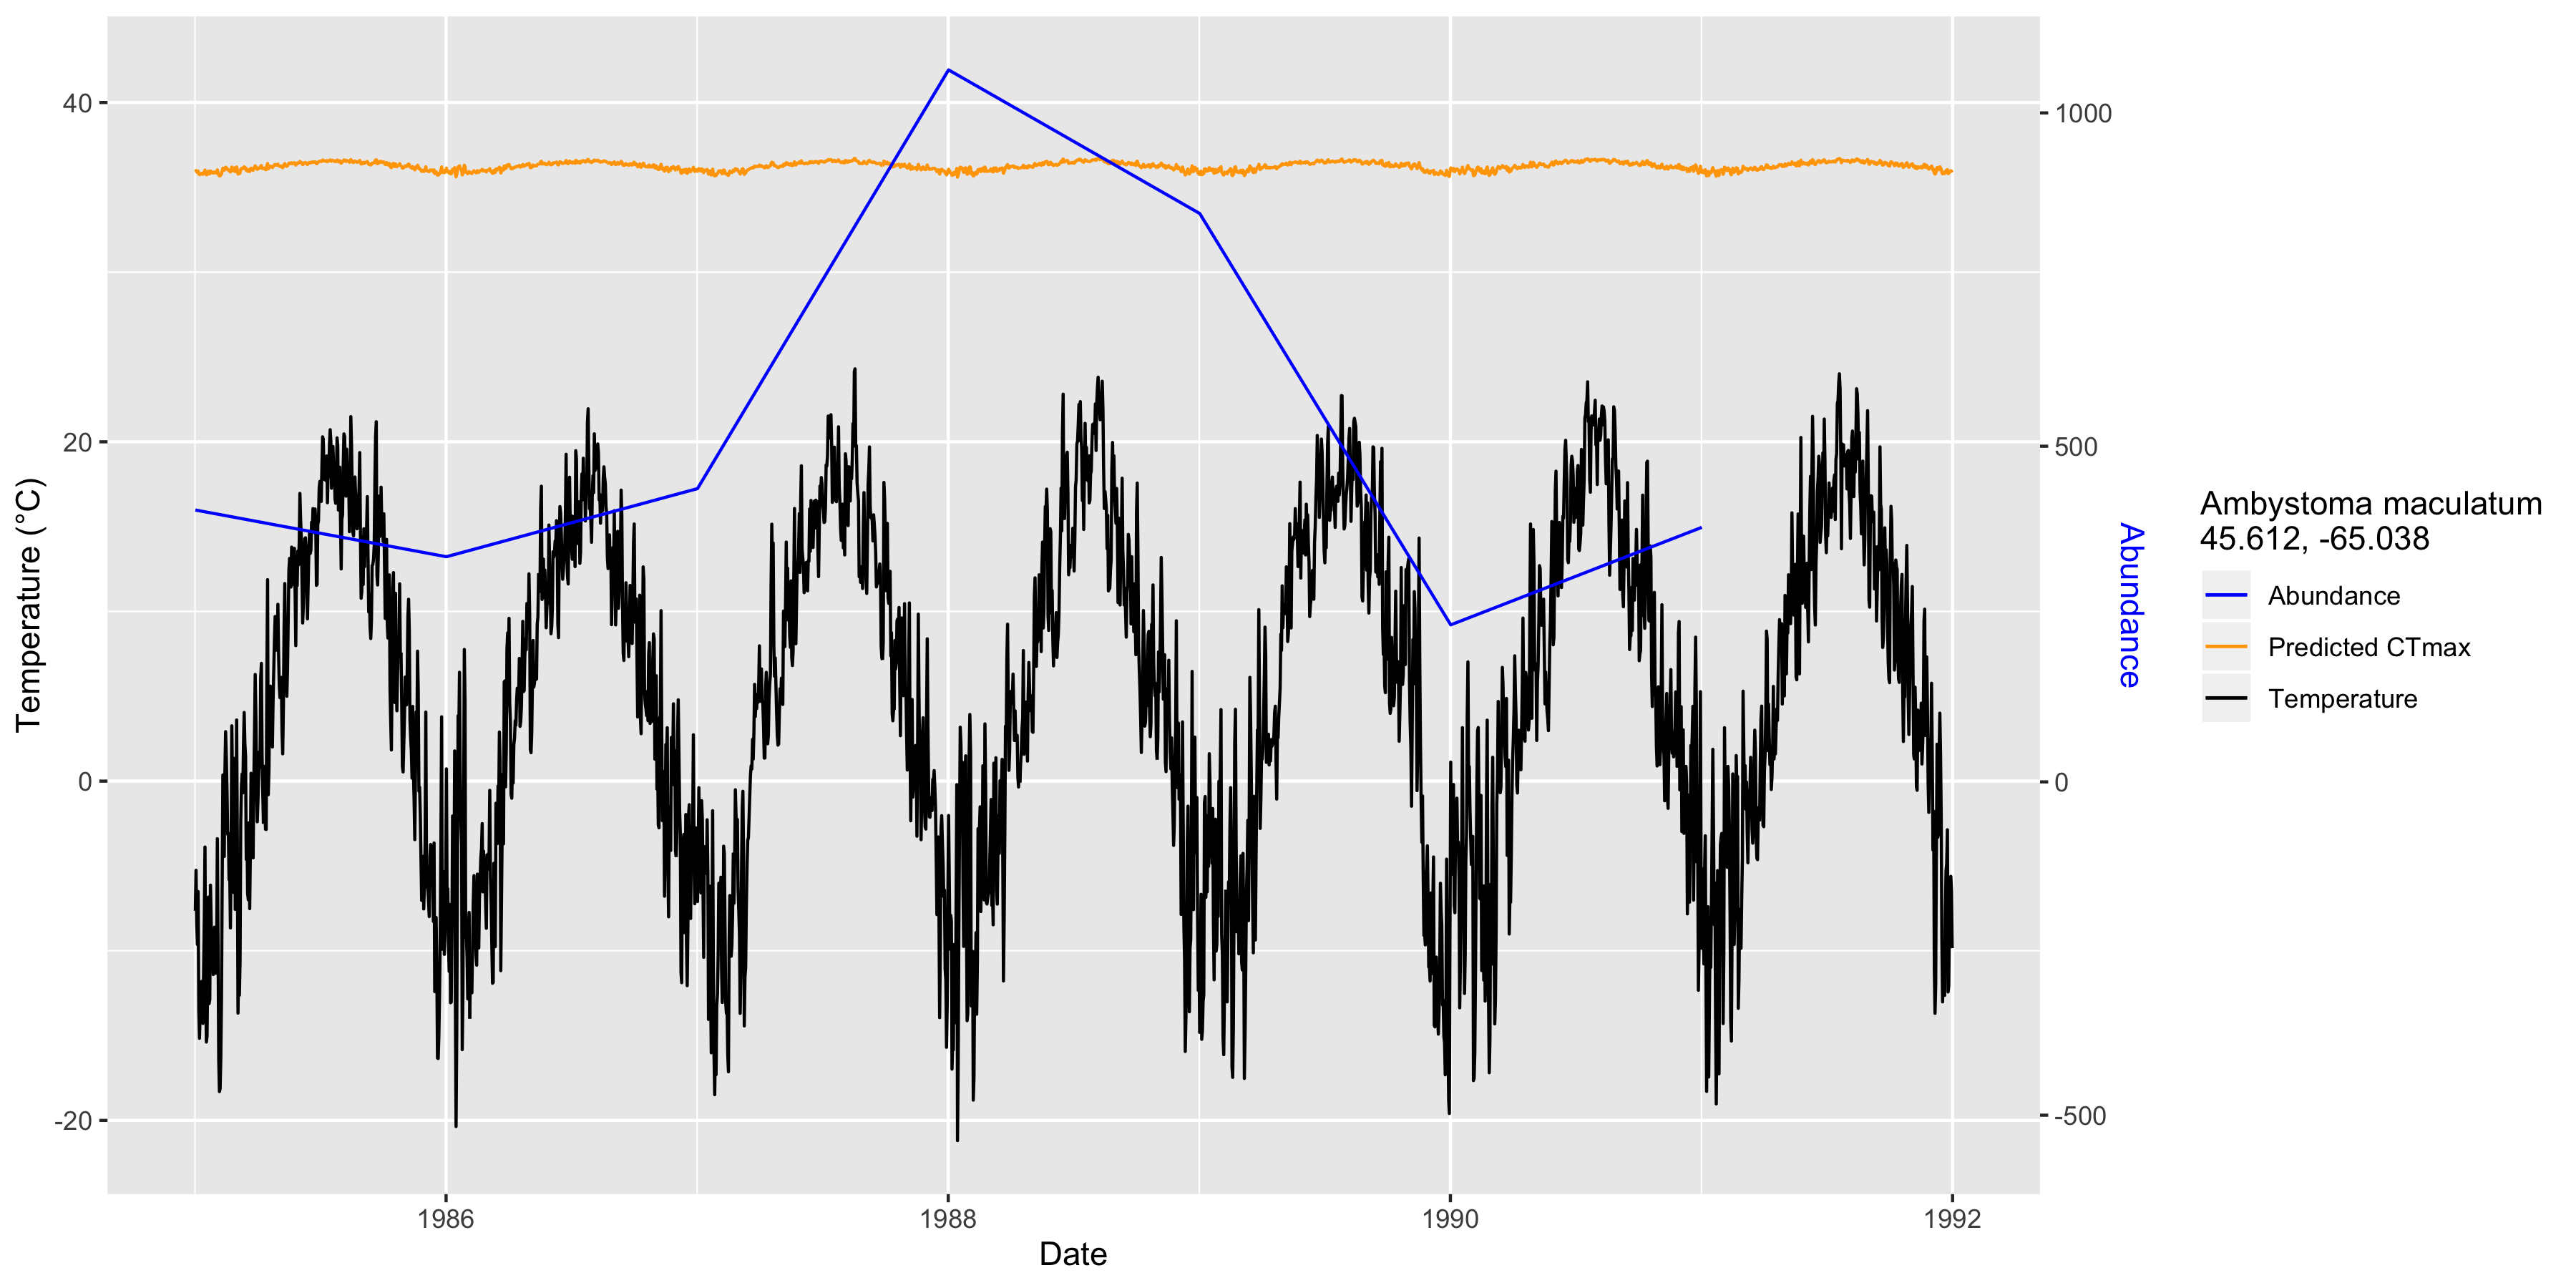 40
20
0
-20
Temperature (°C)
1986
1988
1990
1992
Date
1000
500
0
-500
Abundance
Ambystoma maculatum
45.612, -65.038
Abundance
Predicted CTmax
Temperature